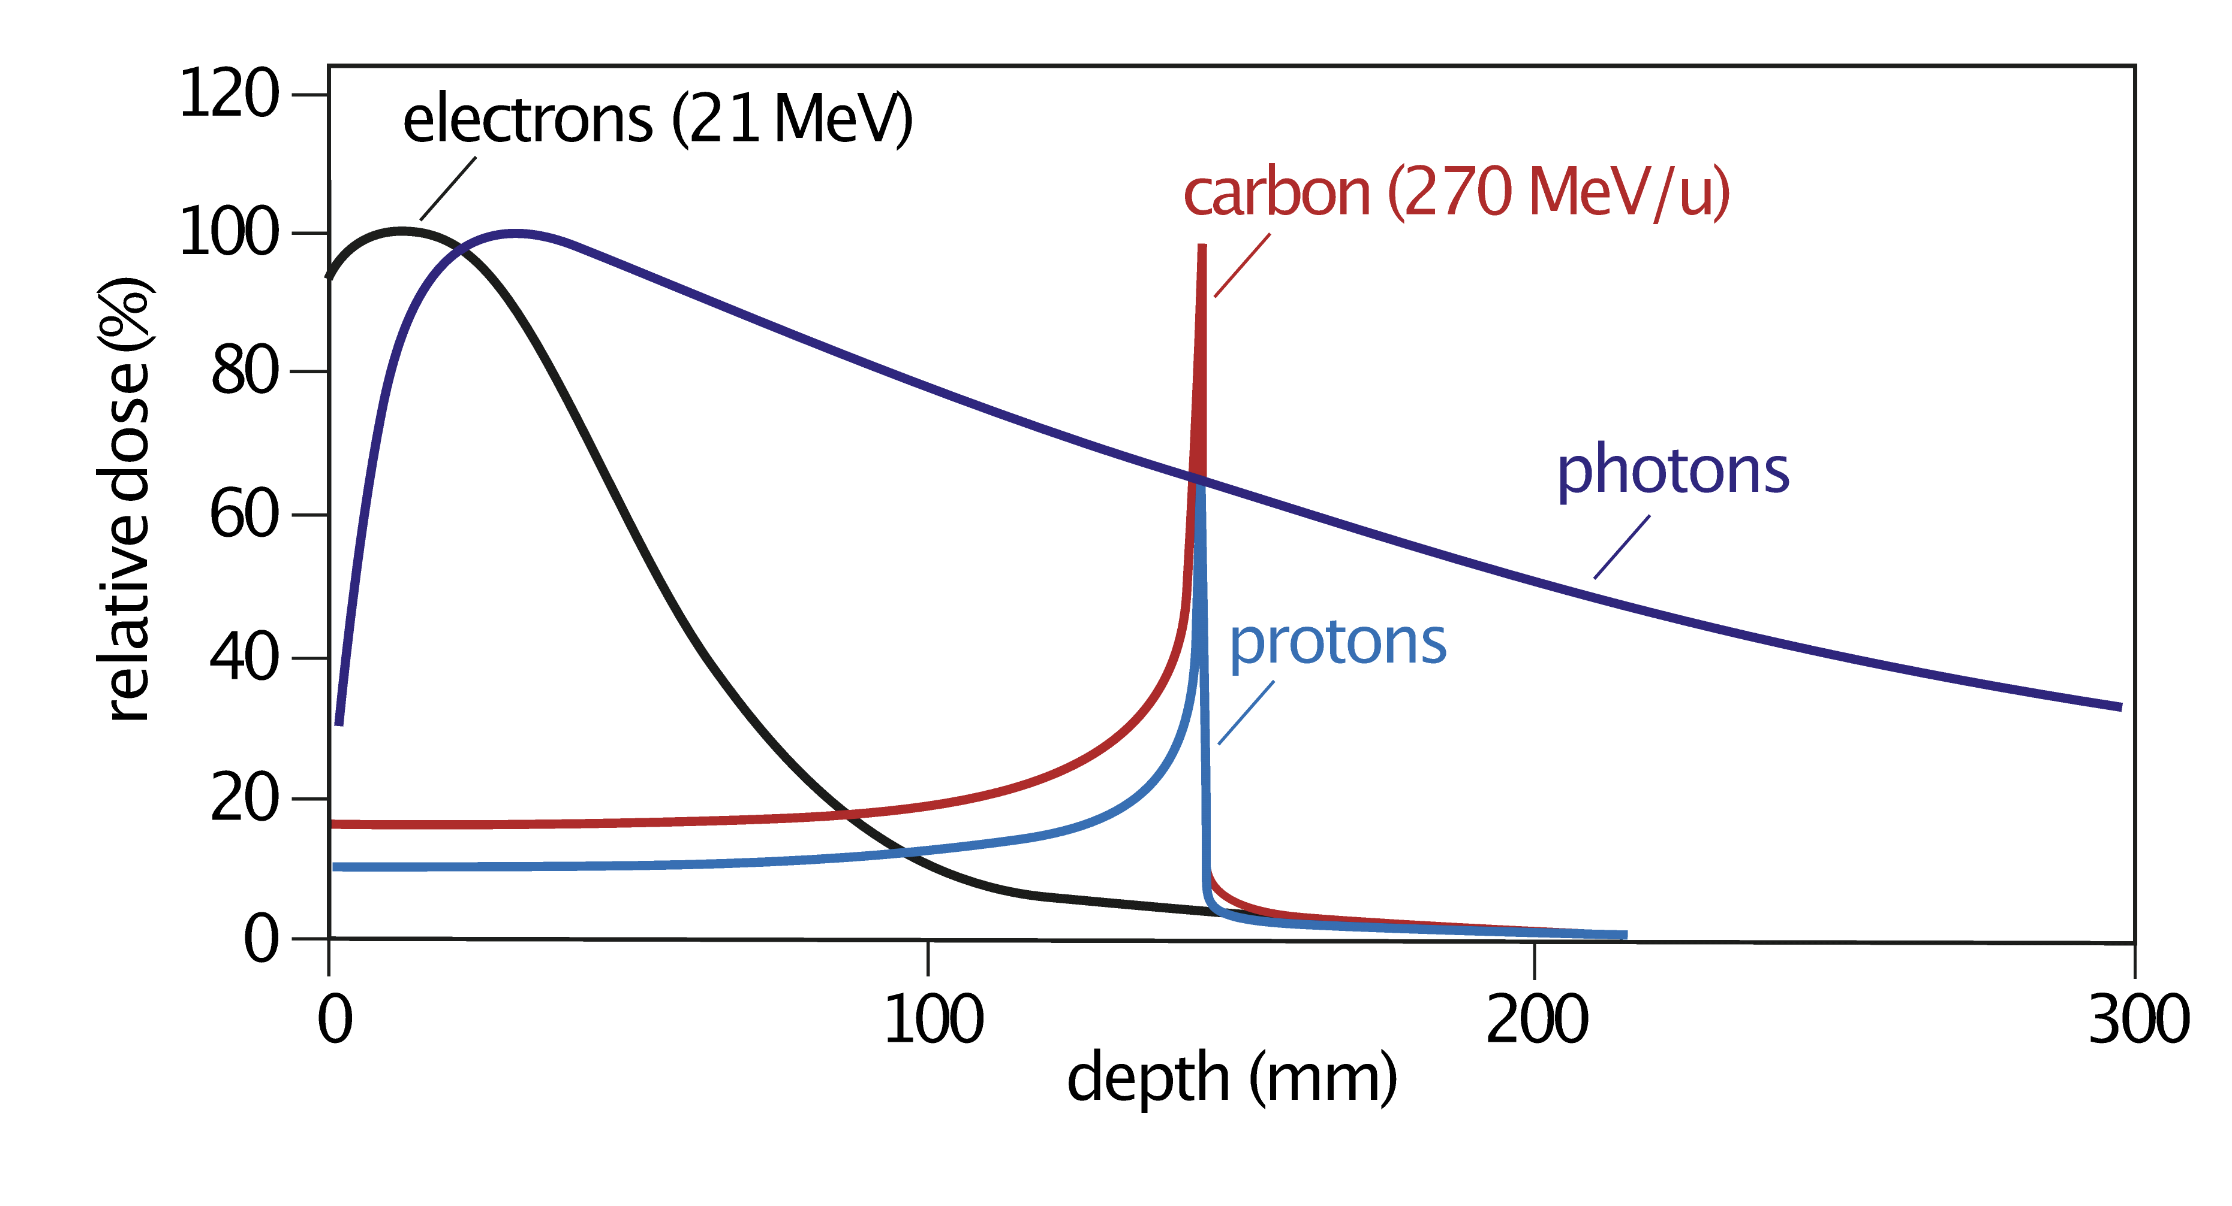 120
electrons (21 MeV)
carbon (270 MeV/u)
100
80
photons
60
protons
40
20
0
relative dose (%)
0 100 200 300
depth (mm)